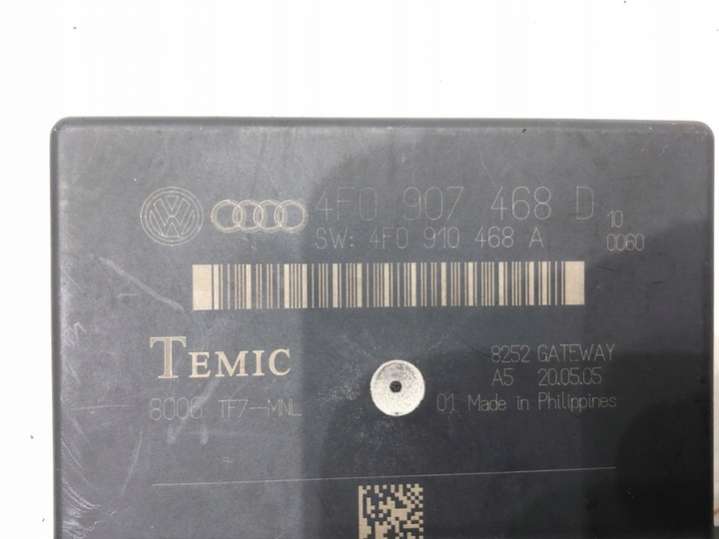 4F0 907 468 D 10
SW: 4F0 910 468 A 0060
TEMIC
8252 GATEWAY
A5 20.05.05
8006 TF7--MNL
01 Made in Philippines